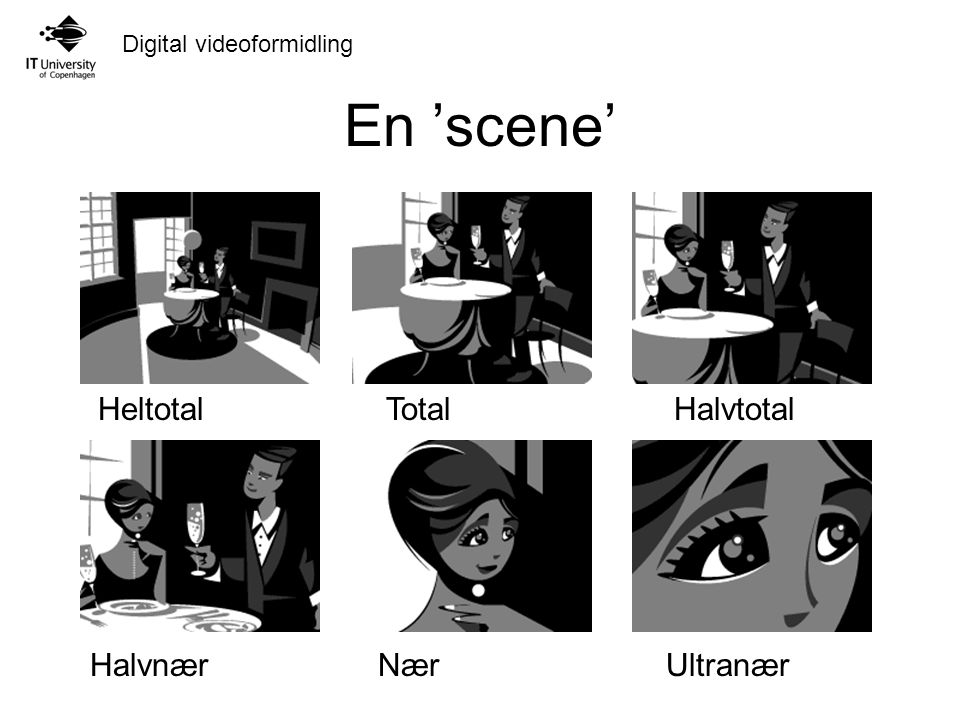 IT University
of Copenhagen
Digital videoformidling
En ’scene’
Heltotal
Total
Halvtotal
Halvnær
Nær
Ultranær